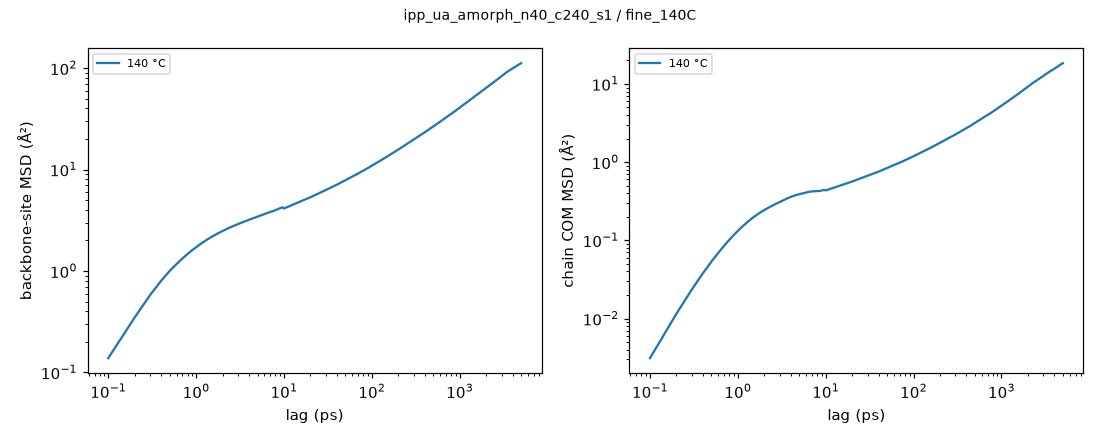 ipp_ua_amorph_n40_c240_s1 / fine_140C
140 °C
backbone-site MSD (Å²)
10²
10¹
10⁰
10⁻¹
10⁻¹ 10⁰ 10¹ 10² 10³
lag (ps)
140 °C
chain COM MSD (Å²)
10¹
10⁰
10⁻¹
10⁻²
10⁻¹ 10⁰ 10¹ 10² 10³
lag (ps)